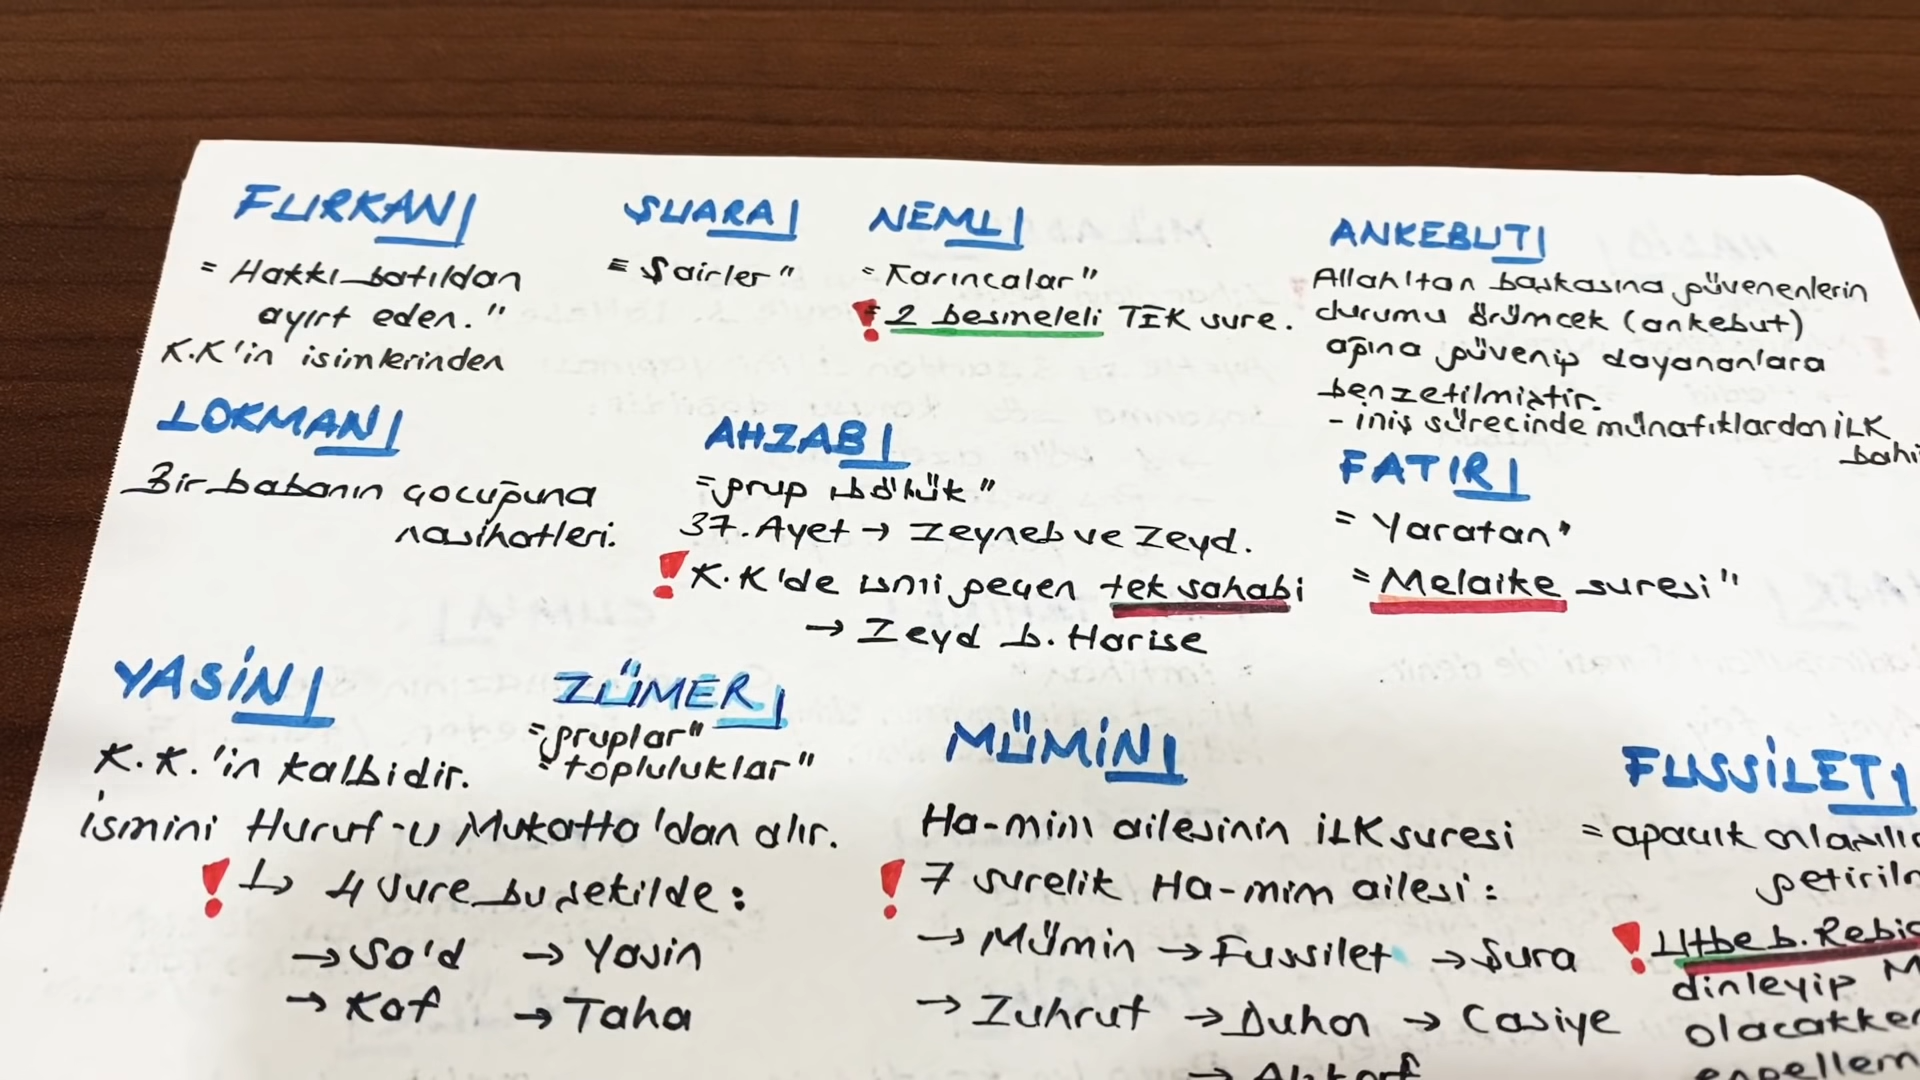 FURKAN
= Hakkı batıldan
ayırt eden."
K.K'in isimlerinden
ŞUARA
= Şairler"
NEML
= Karıncalar"
! = 2 besmeleli TEK sure.
ANKEBUT
Allah'tan başkasına güvenenlerin
durumu örümcek (ankebut)
ağına güvenip dayananlara
benzetilmiştir.
- iniş sürecinde münafıklardan İLK
bahi
LOKMAN
Bir babanın çocuğuna
nasihatleri.
AHZAB
= grup, bölük"
37. Ayet → Zeyneb ve Zeyd.
! K.K'de ismi geçen tek sahabi
→ Zeyd b. Harise
FATIR
= Yaratan"
= Melaike suresi"
YASİN
K.K.'in kalbidir.
İsmini Huruf-u Mukatta'dan alır.
! ↳ 4 sure bu şekilde:
→ Sa'd → Yasin
→ Kaf → Taha
ZÜMER
= gruplar"
= topluluklar"
MÜMİN
Ha-mim ailesinin İLK suresi
! 7 surelik Ha-mim ailesi:
→ Mümin → Fussilet → Şura
→ Zuhruf → Duhan → Casiye
→ Ahkaf
FUSSİLET
= apaçık
! Utbe b. Rebia
dinleyip M
olacakken
engellem